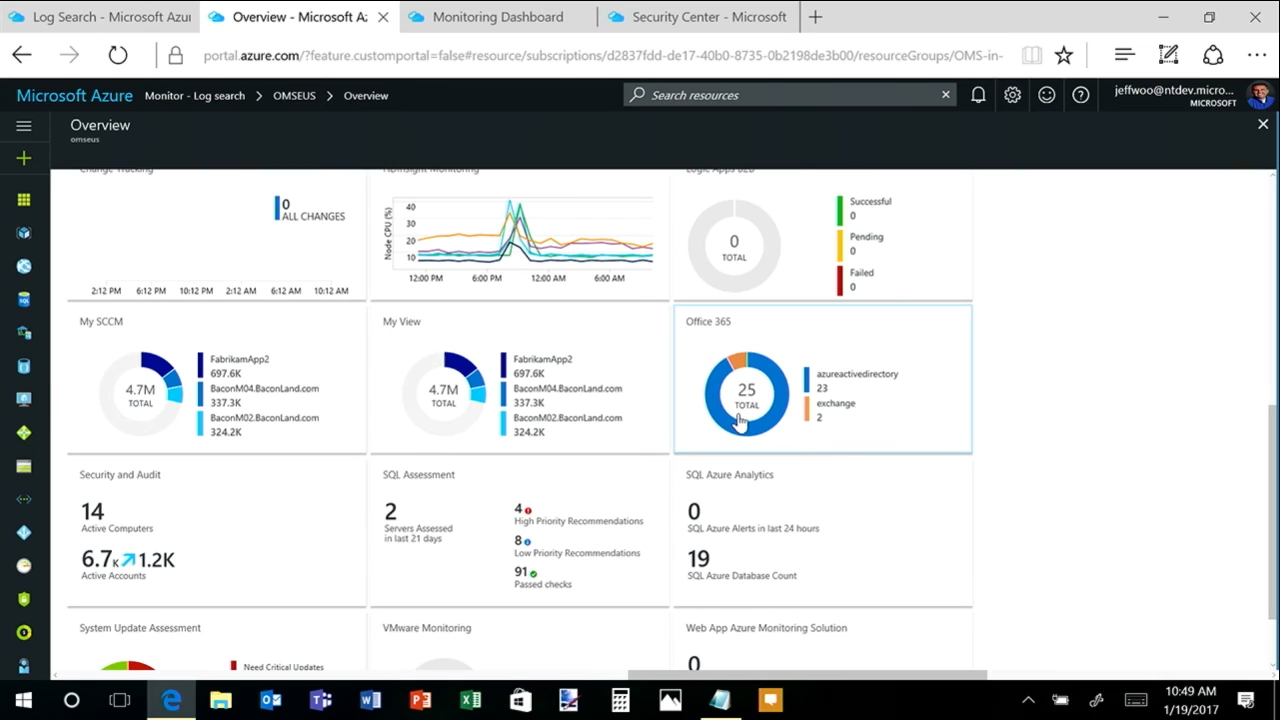 Log Search - Microsoft Azur
Overview - Microsoft A
Monitoring Dashboard
Security Center - Microsoft
portal.azure.com/?feature.customportal=false#resource/subscriptions/d2837fdd-de17-40b0-8735-0b2198de3b00/resourceGroups/OMS-in-
Microsoft Azure Monitor - Log search > OMSEUS > Overview
Search resources
jeffwoo@ntdev.micro...
MICROSOFT
Overview
omseus
Change Tracking
HDInsight Monitoring
Logic Apps B2B
0
ALL CHANGES
2:12 PM 6:12 PM 10:12 PM 2:12 AM 6:12 AM 10:12 AM
Node CPU (%)
40
30
20
10
12:00 PM 6:00 PM 12:00 AM 6:00 AM
0
TOTAL
Successful
0
Pending
0
Failed
0
My SCCM
4.7M
TOTAL
FabrikamApp2
697.6K
BaconM04.BaconLand.com
337.3K
BaconM02.BaconLand.com
324.2K
My View
4.7M
TOTAL
FabrikamApp2
697.6K
BaconM04.BaconLand.com
337.3K
BaconM02.BaconLand.com
324.2K
Office 365
25
TOTAL
azureactivedirectory
23
exchange
2
Security and Audit
14
Active Computers
6.7K 1.2K
Active Accounts
SQL Assessment
2
Servers Assessed
in last 21 days
4
High Priority Recommendations
8
Low Priority Recommendations
91
Passed checks
SQL Azure Analytics
0
SQL Azure Alerts in last 24 hours
19
SQL Azure Database Count
System Update Assessment
Need Critical Updates
VMware Monitoring
Web App Azure Monitoring Solution
0
10:49 AM
1/19/2017